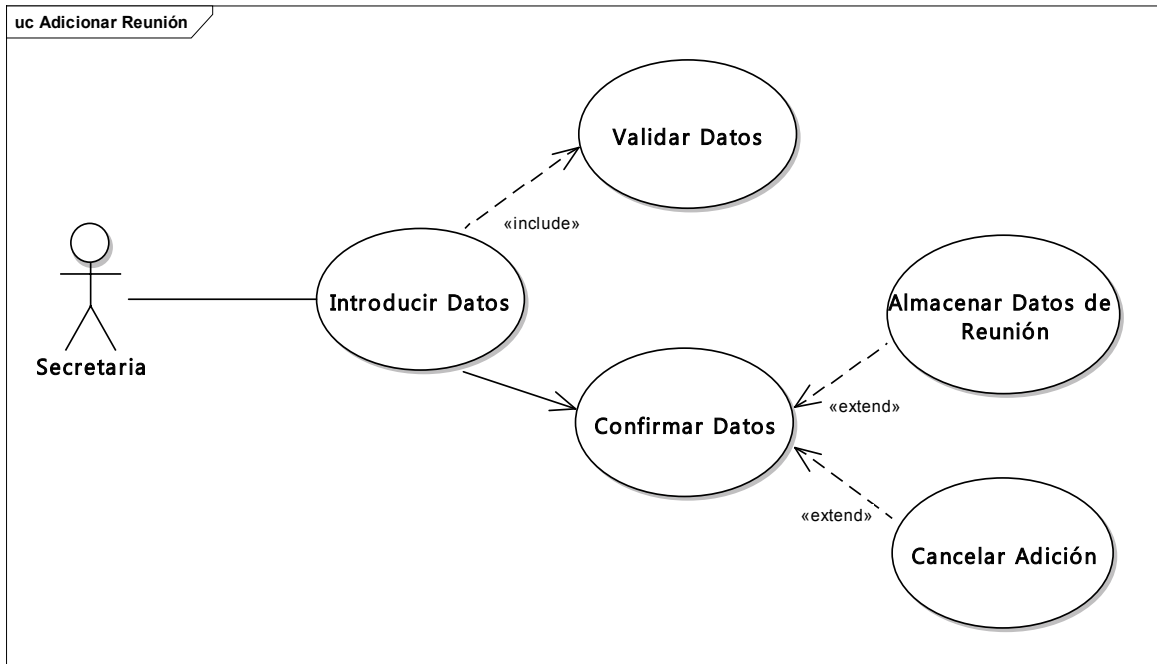 uc Adicionar Reunión
Validar Datos
«include»
Introducir Datos
Secretaria
Almacenar Datos de
Reunión
«extend»
Confirmar Datos
«extend»
Cancelar Adición